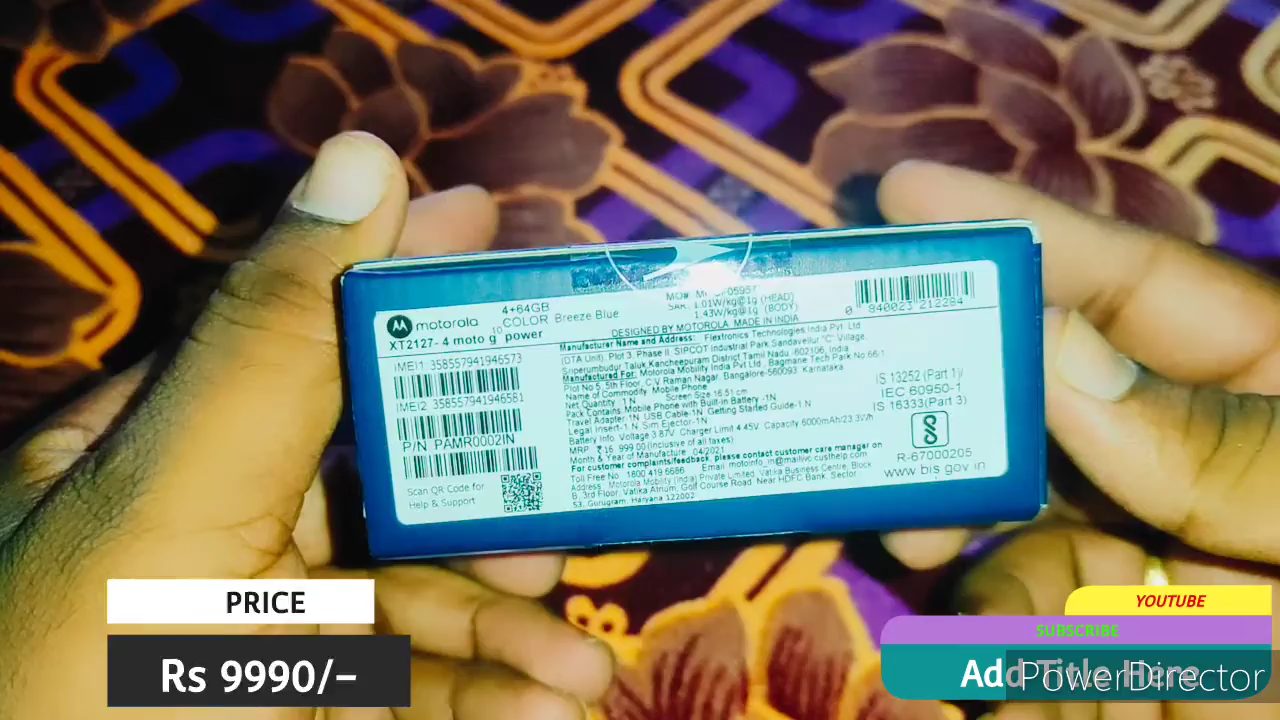 motorola
4+64GB
COLOR Breeze Blue
XT2127-4 moto g¹⁰ power
MO#
SAR: 1.01W/kg@1g (HEAD)
1.43W/kg@1g (BODY)
DESIGNED BY MOTOROLA. MADE IN INDIA
0 840023 212284
IMEI1 358557941946573
IMEI2 358557941946581
P/N PAMR0002IN
Scan QR Code for
Help & Support
Manufacturer Name and Address: Flextronics Technologies India Pvt. Ltd
(DTA Unit), Plot 3, Phase II, SIPCOT Industrial Park, Sandavellur "C" Village,
Sriperumbudur Taluk, Kancheepuram District Tamil Nadu -602106, India
Manufactured For: Motorola Mobility India Pvt Ltd, Bagmane Tech Park No.66-1
Plot No 5, 5th Floor, C.V. Raman Nagar, Bangalore-560093, Karnataka
Name of Commodity: Mobile Phone
Net Quantity: 1 N Screen Size 16.51 cm
Pack Contains: Mobile Phone with Built-in Battery -1N
Travel Adapter-1N USB Cable-1N, Getting Started Guide-1 N
Legal Insert-1 N, Sim Ejector-1N
Battery Info. Voltage 3.87V, Charger Limit 4.45V, Capacity 6000mAh/23.3Wh
MRP ₹16,999.00 (Inclusive of all taxes)
Month & Year of Manufacture 04/2021
For customer complaints/feedback, please contact customer care manager on
Toll Free No.: 1800 419 6686 Email
Address: Motorola Mobility (India) Private Limited, Vatika Business Centre, Block
B, 3rd Floor, Vatika Atrium, Golf Course Road, Near HDFC Bank, Sector
53, Gurugram, Haryana 122002
IS 13252 (Part 1)/
IEC 60950-1
IS 16333(Part 3)
R-67000205
www.bis.gov.in
PRICE
Rs 9990/–
YOUTUBE
SUBSCRIBE
Add Title Here
PowerDirector